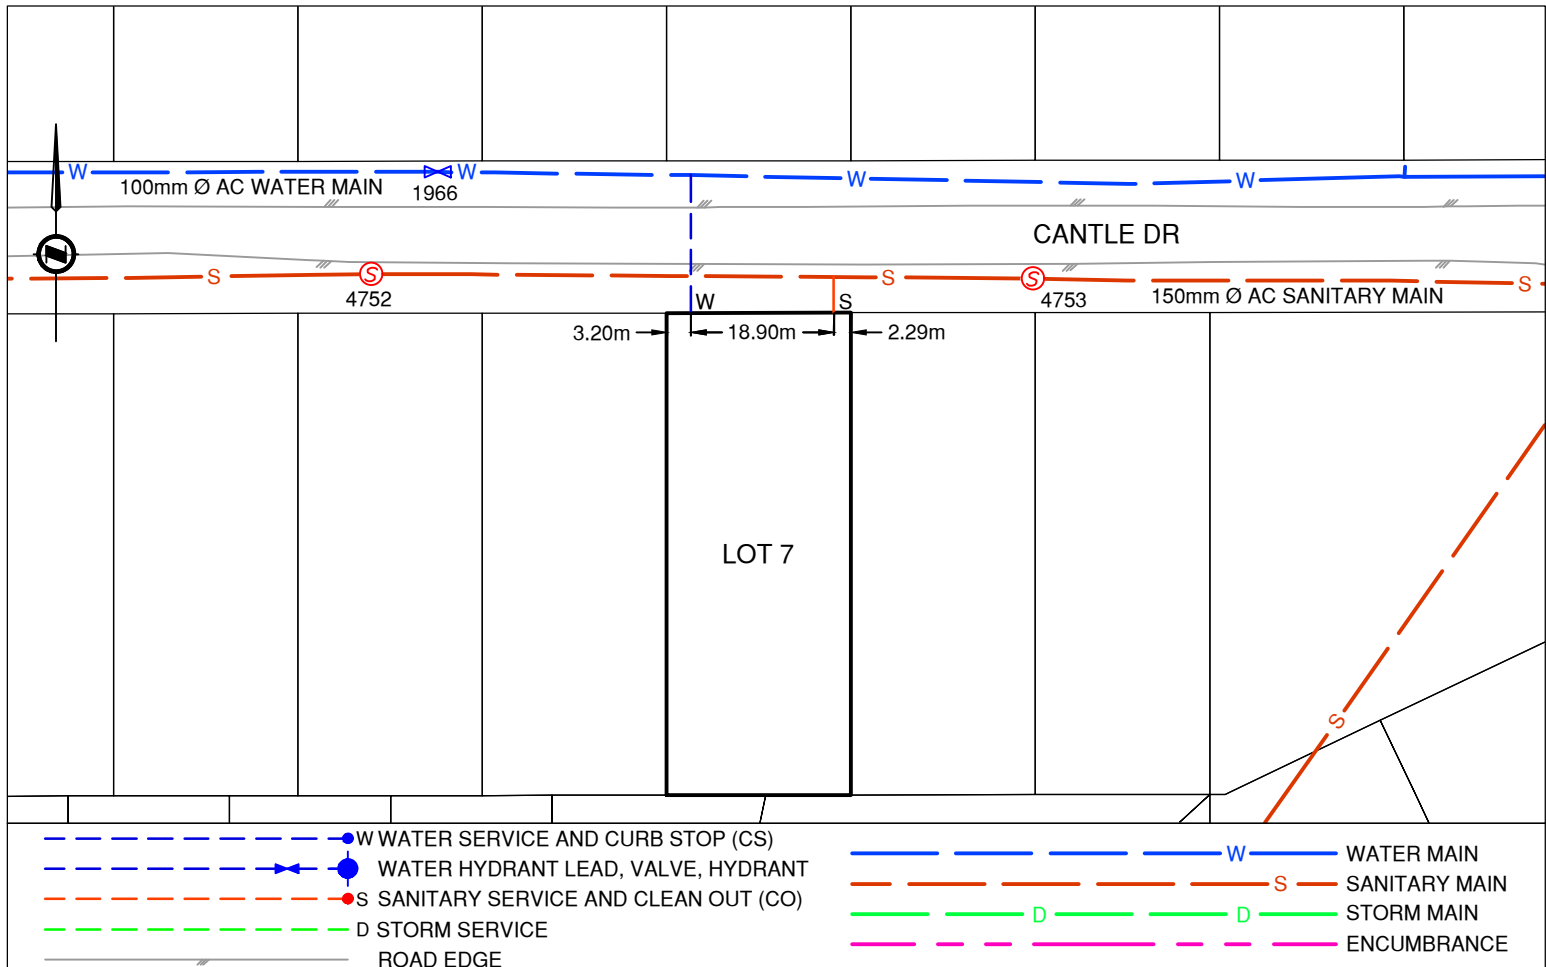 W W
100mm Ø AC WATER MAIN 1966
W W
CANTLE DR
S S S S S
4752 4753 150mm Ø AC SANITARY MAIN
W S
3.20m 18.90m 2.29m
LOT 7
S
W WATER SERVICE AND CURB STOP (CS)
WATER HYDRANT LEAD, VALVE, HYDRANT
S SANITARY SERVICE AND CLEAN OUT (CO)
D STORM SERVICE
ROAD EDGE
W WATER MAIN
S SANITARY MAIN
D D STORM MAIN
ENCUMBRANCE